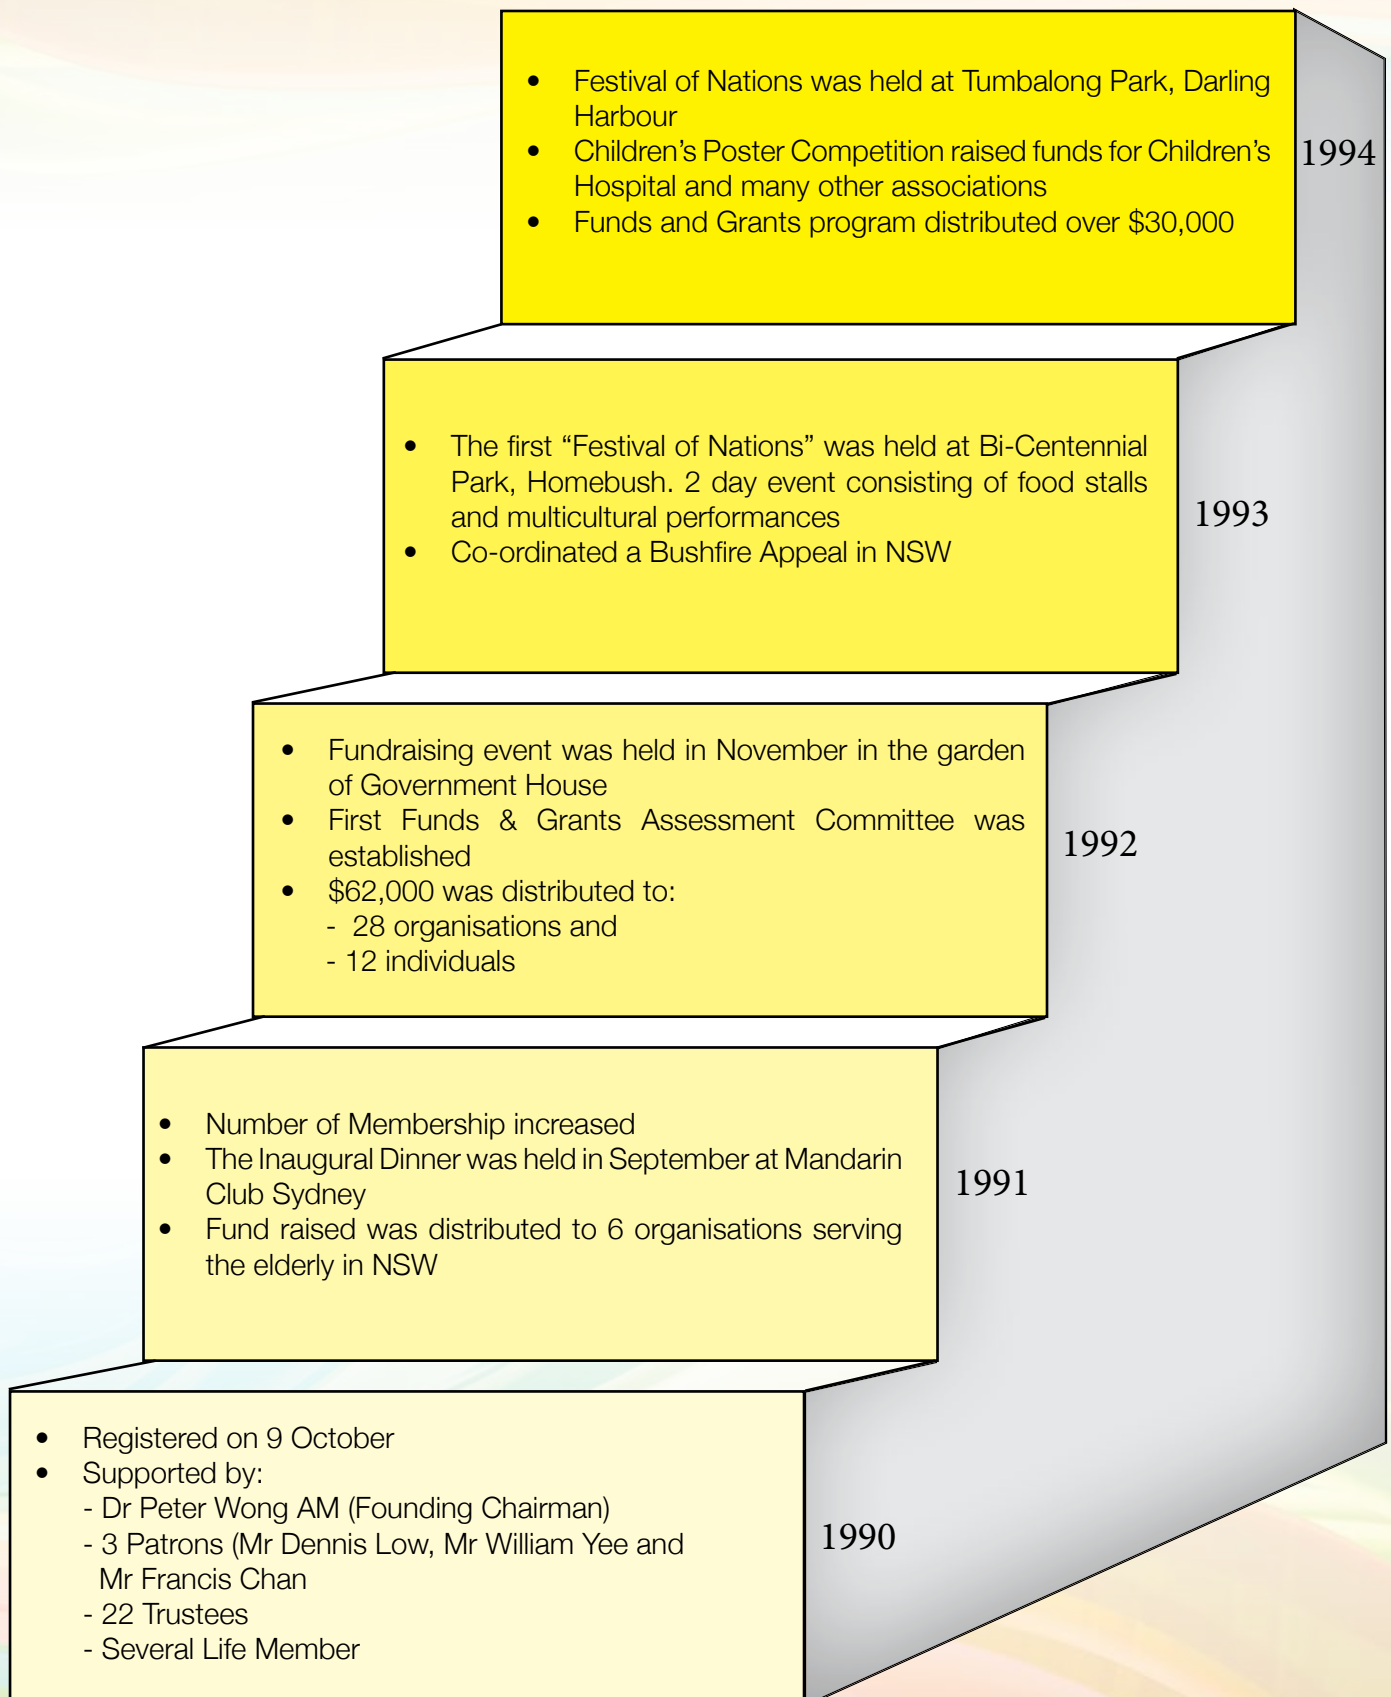 • Festival of Nations was held at Tumbalong Park, Darling
Harbour
• Children’s Poster Competition raised funds for Children’s
Hospital and many other associations
• Funds and Grants program distributed over $30,000
1994
• The first “Festival of Nations” was held at Bi-Centennial
Park, Homebush. 2 day event consisting of food stalls
and multicultural performances
• Co-ordinated a Bushfire Appeal in NSW
1993
• Fundraising event was held in November in the garden
of Government House
• First Funds & Grants Assessment Committee was
established
• $62,000 was distributed to:
- 28 organisations and
- 12 individuals
1992
• Number of Membership increased
• The Inaugural Dinner was held in September at Mandarin
Club Sydney
• Fund raised was distributed to 6 organisations serving
the elderly in NSW
1991
• Registered on 9 October
• Supported by:
- Dr Peter Wong AM (Founding Chairman)
- 3 Patrons (Mr Dennis Low, Mr William Yee and
Mr Francis Chan
- 22 Trustees
- Several Life Member
1990